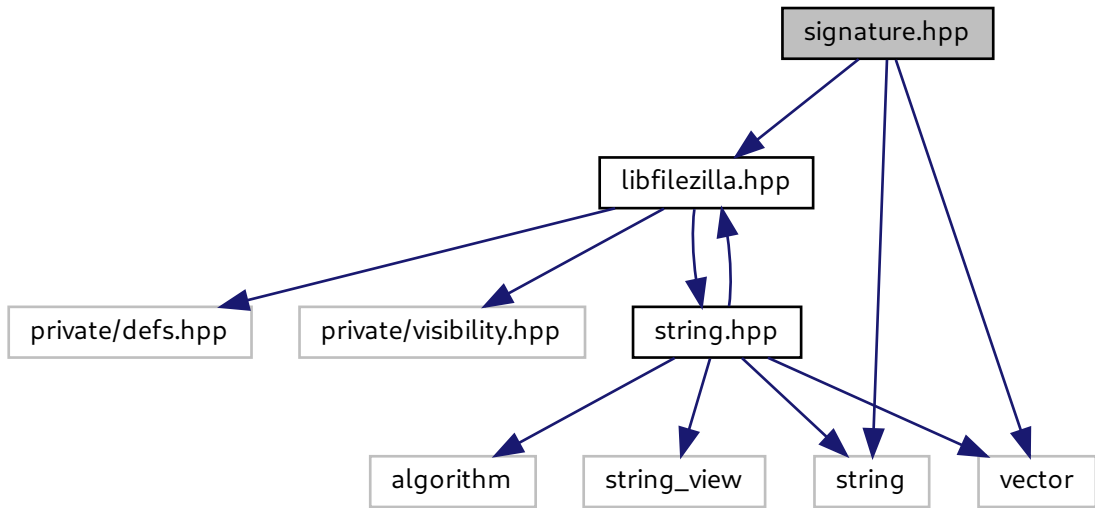 signature.hpp
libfilezilla.hpp
private/defs.hpp
private/visibility.hpp
string.hpp
algorithm
string_view
string
vector